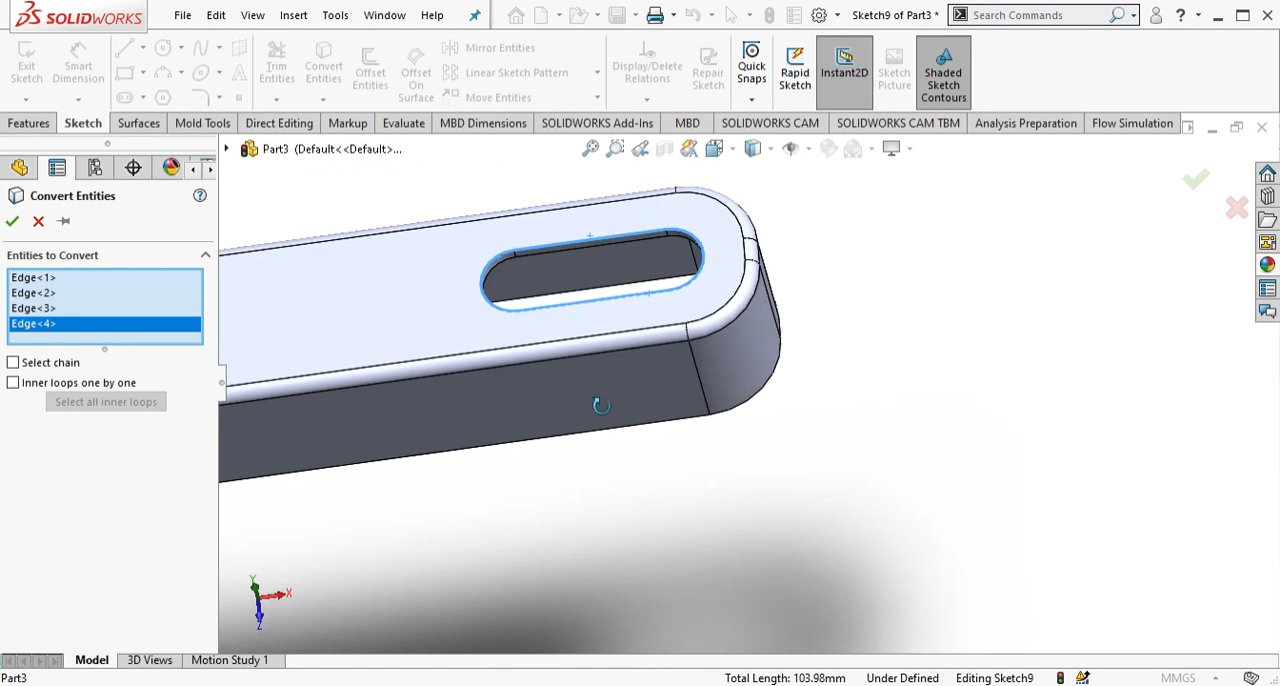 SOLIDWORKS
File Edit View Insert Tools Window Help
Sketch9 of Part3 *
Search Commands
Exit Sketch
Smart Dimension
Trim Entities
Convert Entities
Offset Entities
Offset On Surface
Mirror Entities
Linear Sketch Pattern
Move Entities
Display/Delete Relations
Repair Sketch
Quick Snaps
Rapid Sketch
Instant2D
Sketch Picture
Shaded Sketch Contours
Features Sketch Surfaces Mold Tools Direct Editing Markup Evaluate MBD Dimensions SOLIDWORKS Add-Ins MBD SOLIDWORKS CAM SOLIDWORKS CAM TBM Analysis Preparation Flow Simulation
Part3 (Default<<Default>...
Convert Entities
Entities to Convert
Edge<1>
Edge<2>
Edge<3>
Edge<4>
Select chain
Inner loops one by one
Select all inner loops
Y
X
Z
Model 3D Views Motion Study 1
Part3 Total Length: 103.98mm Under Defined Editing Sketch9 MMGS